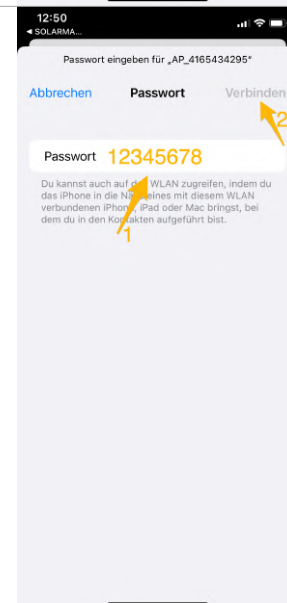 12:50
◀ SOLARMA...
Passwort eingeben für „AP_4165434295“
Abbrechen Passwort Verbinden
2
Passwort 12345678
Du kannst auch auf das WLAN zugreifen, indem du
das iPhone in die Nähe eines mit diesem WLAN
verbundenen iPhone, iPad oder Mac bringst, bei
dem du in den Kontakten aufgeführt bist.
1